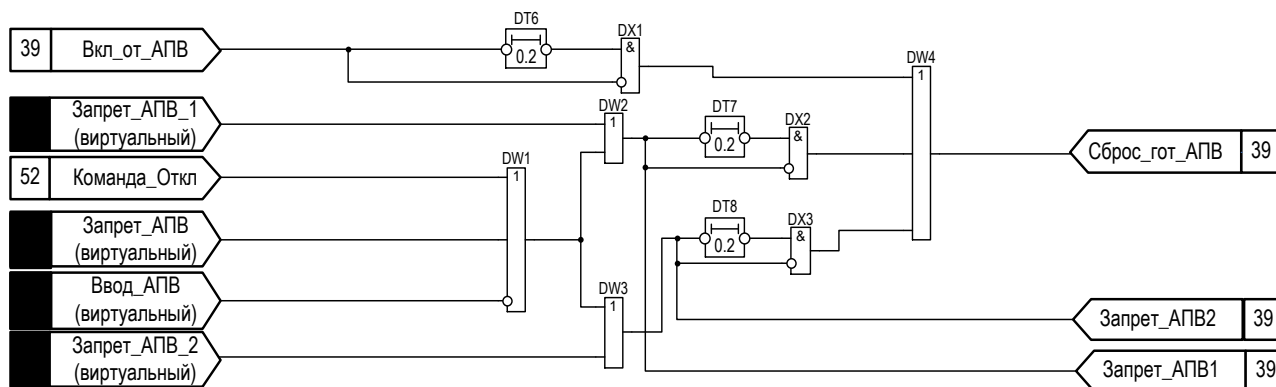 DT6
DX1
39 Вкл_от_АПВ
0.2
&
DW4
1
Запрет_АПВ_1
(виртуальный)
DW2
1
DT7
0.2
DX2
&
Сброс_гот_АПВ 39
52 Команда_Откл
DW1
1
Запрет_АПВ
(виртуальный)
DT8
0.2
DX3
&
Ввод_АПВ
(виртуальный)
DW3
1
Запрет_АПВ2 39
Запрет_АПВ_2
(виртуальный)
Запрет_АПВ1 39